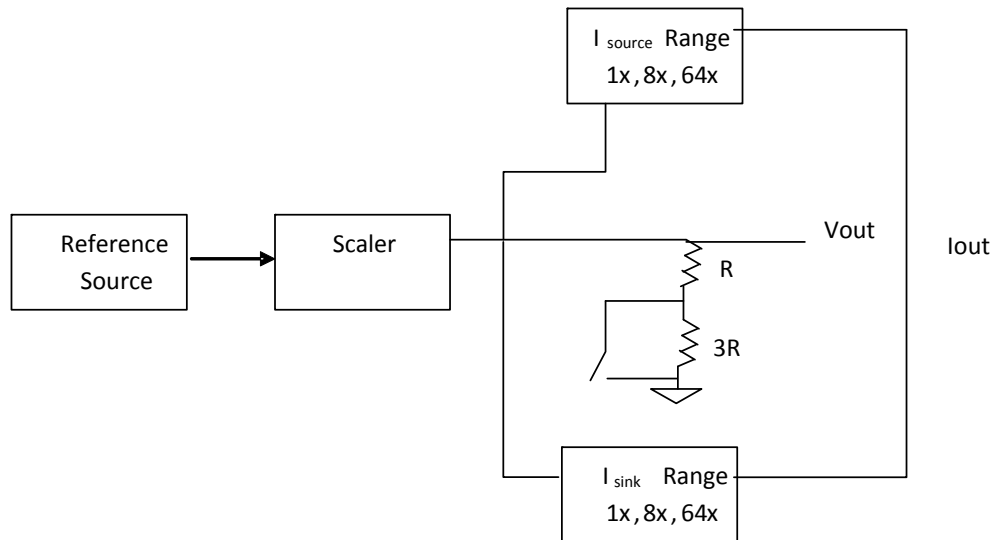 I source Range
1x, 8x, 64x
Reference
Source
Scaler
Vout
Iout
R
3R
I sink Range
1x, 8x, 64x